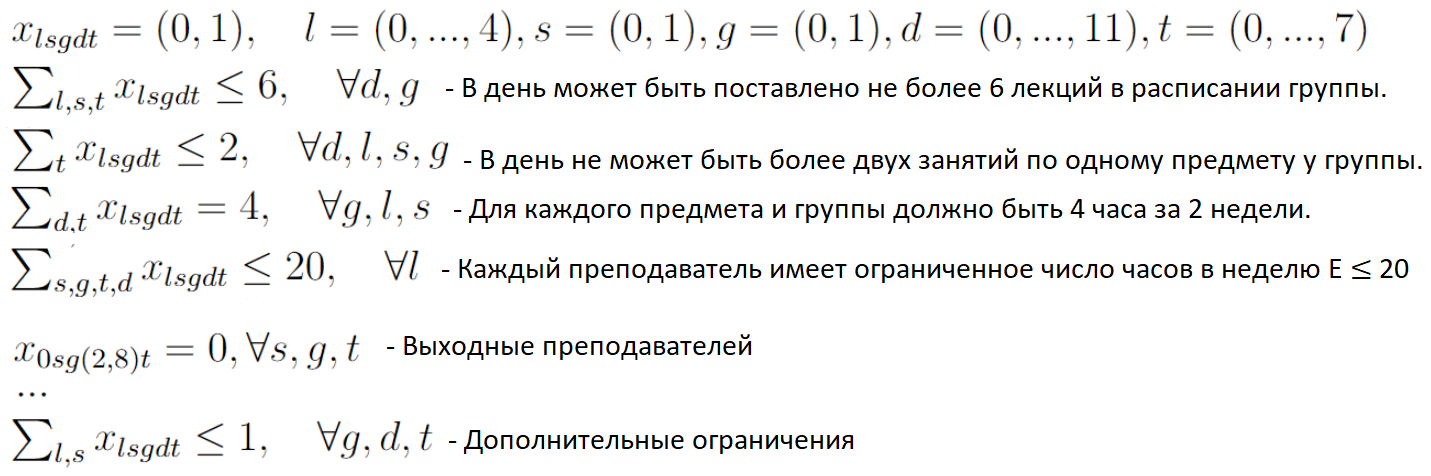 x_{lsgdt} = (0, 1), l = (0, ..., 4), s = (0, 1), g = (0, 1), d = (0, ..., 11), t = (0, ..., 7)
∑_{l,s,t} x_{lsgdt} ≤ 6, ∀d, g - В день может быть поставлено не более 6 лекций в расписании группы.
∑_{t} x_{lsgdt} ≤ 2, ∀d, l, s, g - В день не может быть более двух занятий по одному предмету у группы.
∑_{d,t} x_{lsgdt} = 4, ∀g, l, s - Для каждого предмета и группы должно быть 4 часа за 2 недели.
∑_{s,g,t,d} x_{lsgdt} ≤ 20, ∀l - Каждый преподаватель имеет ограниченное число часов в неделю E ≤ 20
x_{0sg(2,8)t} = 0, ∀s, g, t - Выходные преподавателей
...
∑_{l,s} x_{lsgdt} ≤ 1, ∀g, d, t - Дополнительные ограничения